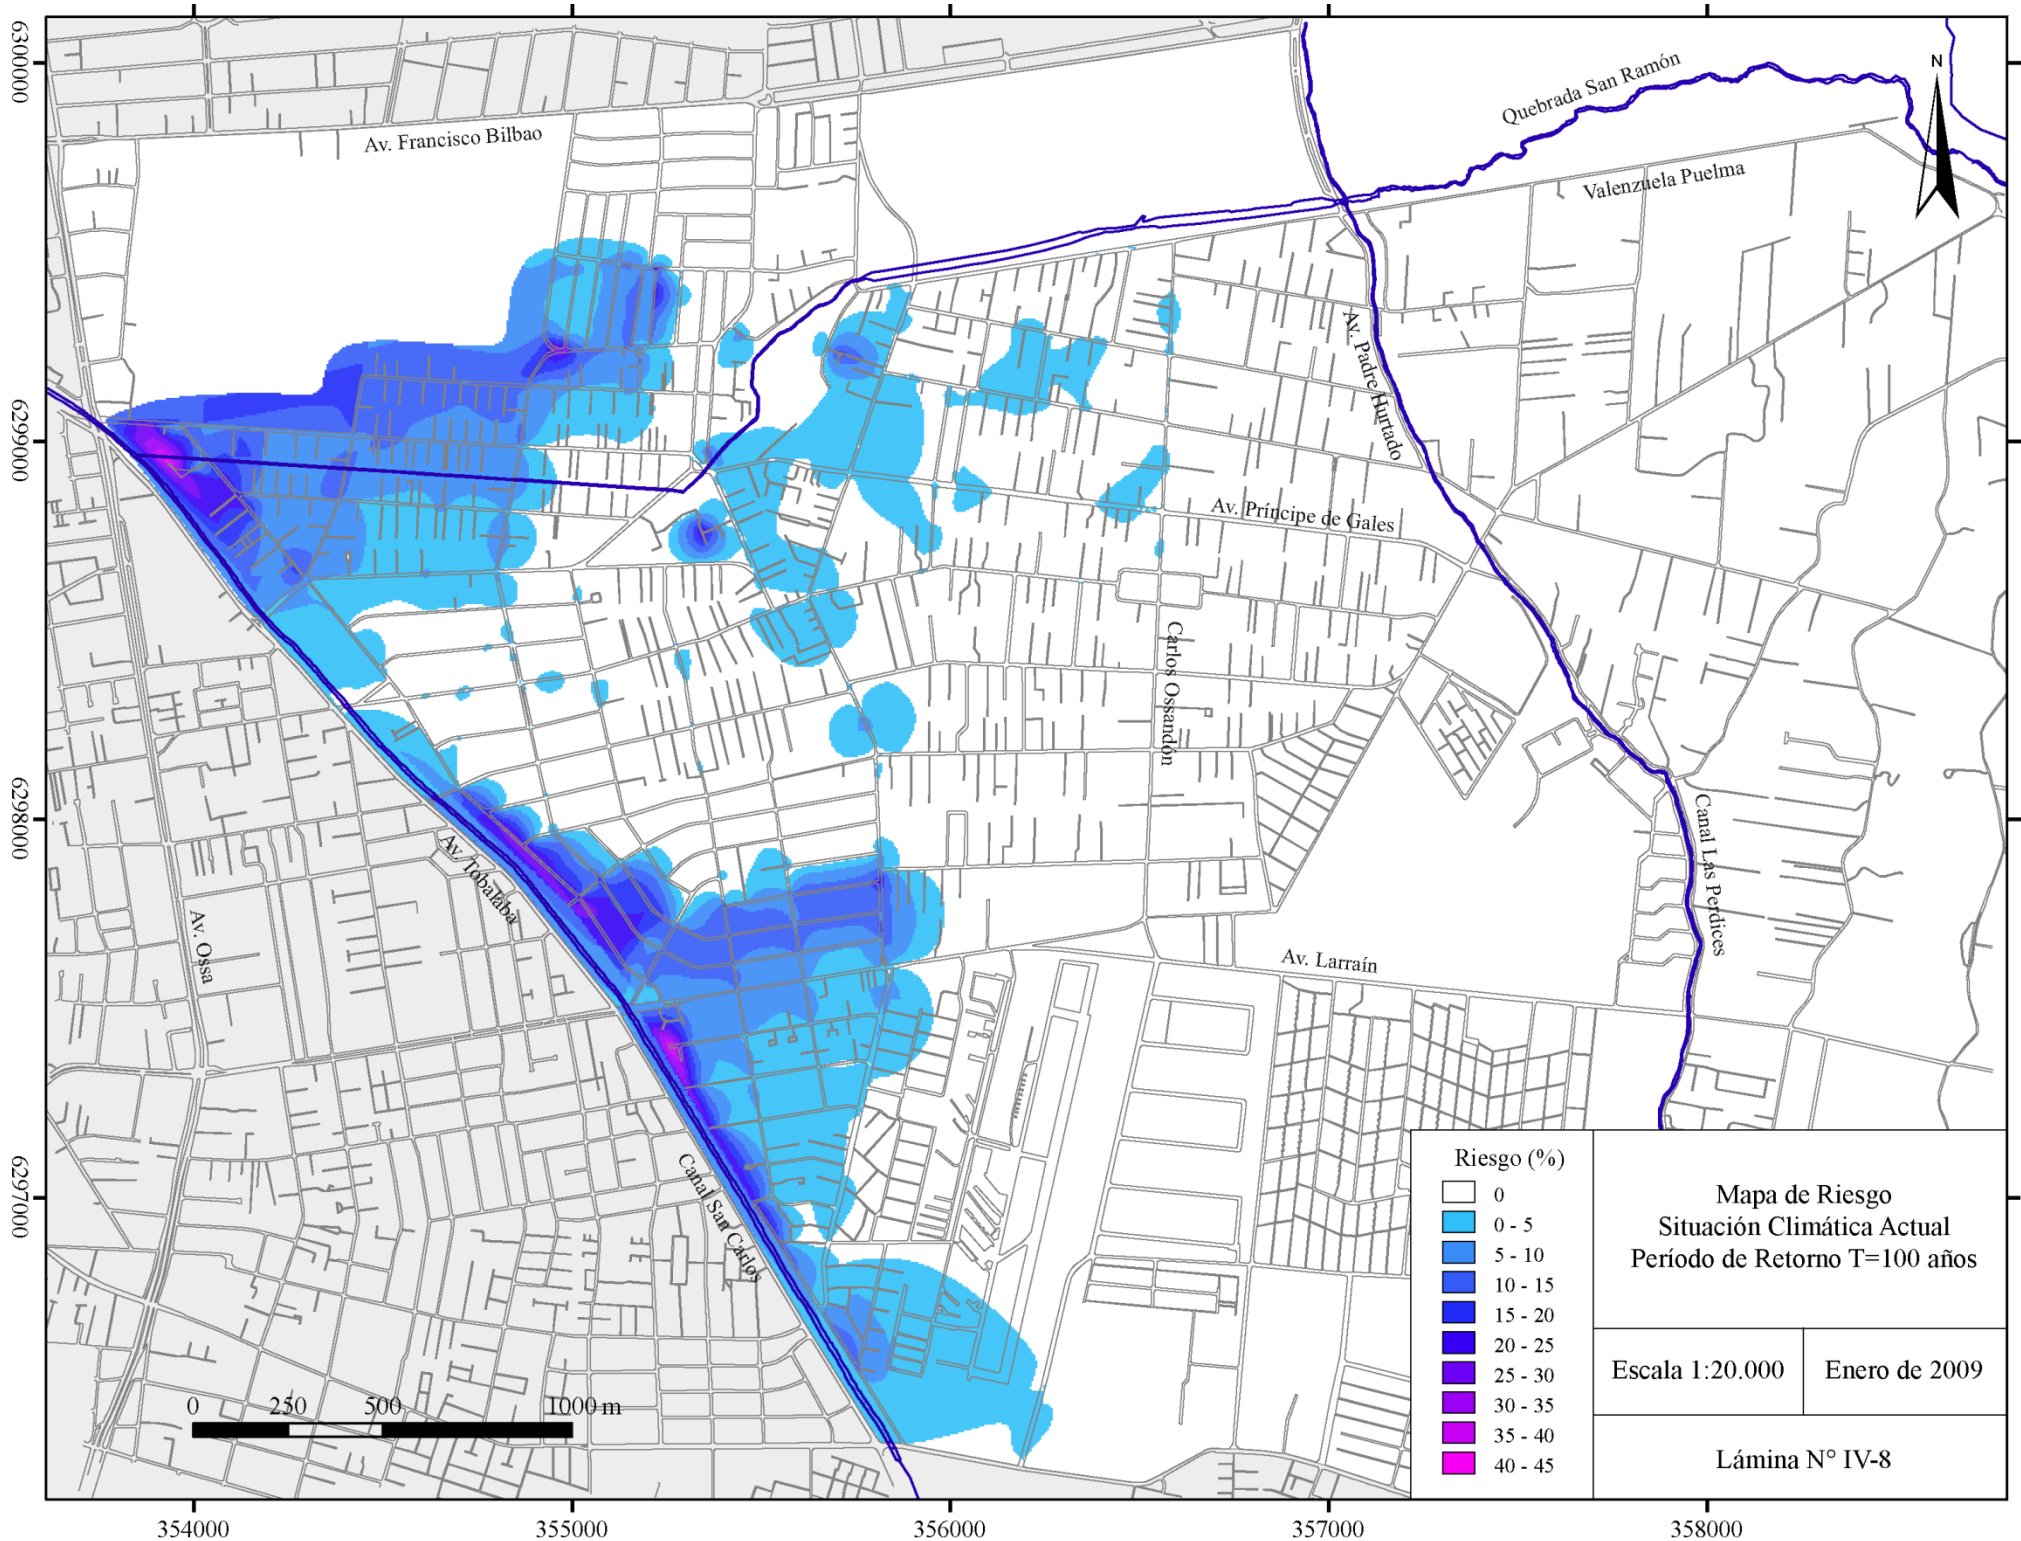 6300000
6299000
6298000
6297000
354000
355000
356000
357000
358000
N
Quebrada San Ramón
Valenzuela Puelma
Av. Francisco Bilbao
Av. Padre Hurtado
Av. Príncipe de Gales
Carlos Ossandón
Av. Tobalaba
Av. Ossa
Canal Las Perdices
Av. Larraín
Canal San Carlos
0 250 500 1000 m
Riesgo (%)
0
0 - 5
5 - 10
10 - 15
15 - 20
20 - 25
25 - 30
30 - 35
35 - 40
40 - 45
Mapa de Riesgo
Situación Climática Actual
Período de Retorno T=100 años
Escala 1:20.000
Enero de 2009
Lámina N° IV-8